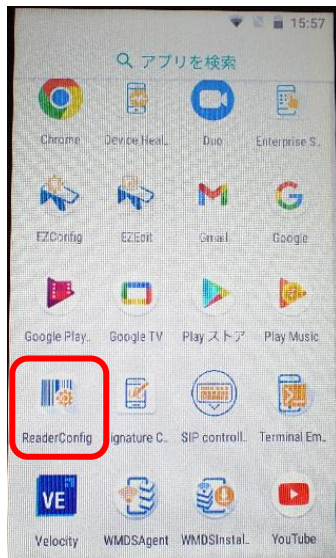 15:57
アプリを検索
Chrome Device Heal.. Duo Enterprise S..
EZConfig EZEdit Gmail Google
Google Play.. Google TV Play ストア Play Music
ReaderConfig ignature C.. SIP controll.. Terminal Em..
VE
Velocity WMDSAgent WMDSInstal.. YouTube